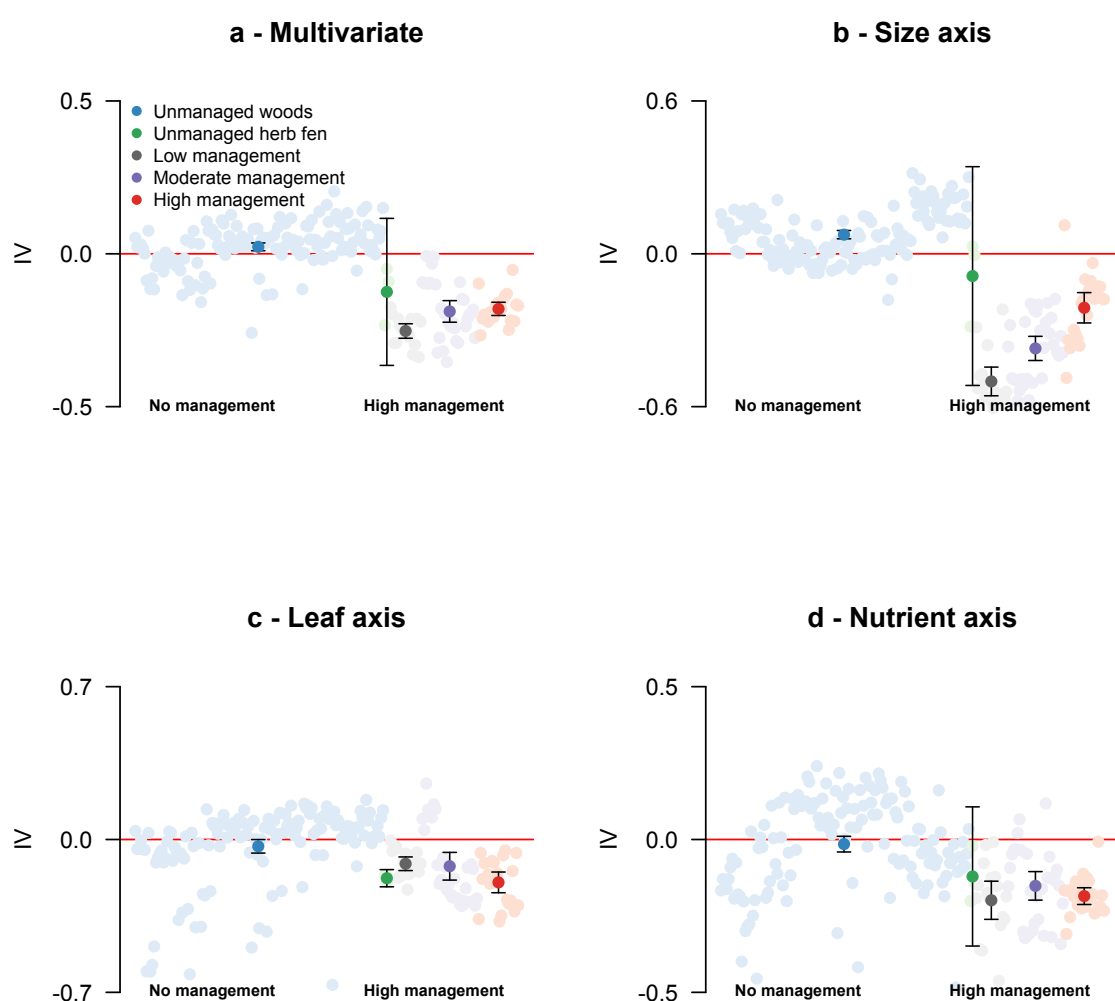 a - Multivariate
0.5
0.0
-0.5
IV
Unmanaged woods
Unmanaged herb fen
Low management
Moderate management
High management
No management
High management
b - Size axis
0.6
0.0
-0.6
IV
No management
High management
c - Leaf axis
0.7
0.0
-0.7
IV
No management
High management
d - Nutrient axis
0.5
0.0
-0.5
IV
No management
High management